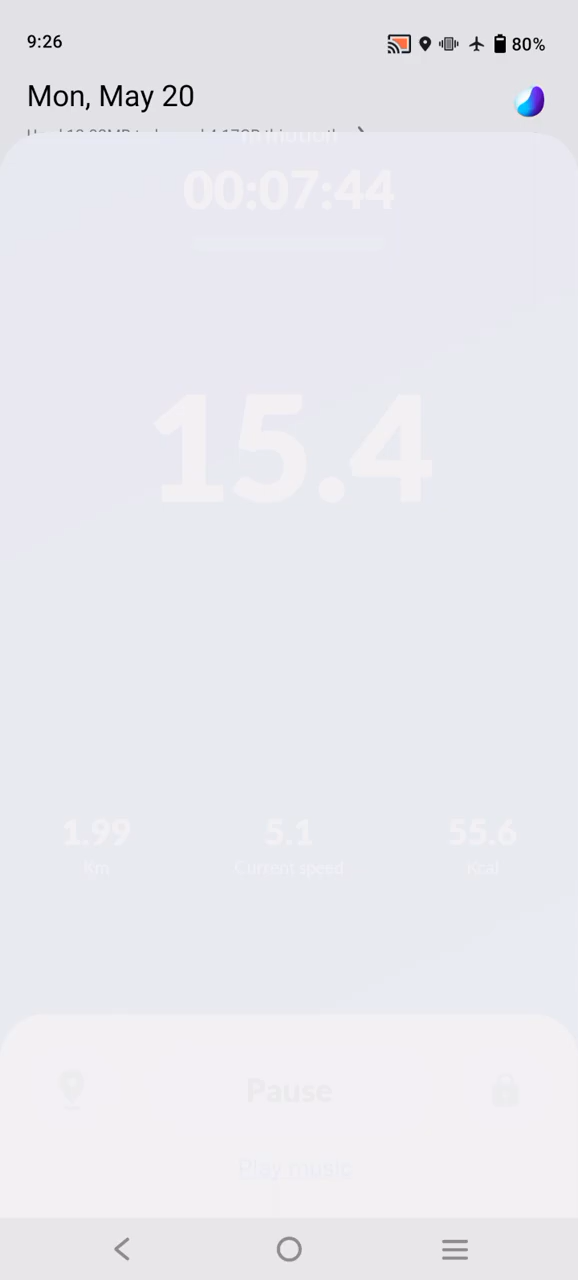 9:26
80%
Mon, May 20
00:07:44
15.4
1.99
5.1
55.6
Km
Current speed
Kcal
Pause
Play music